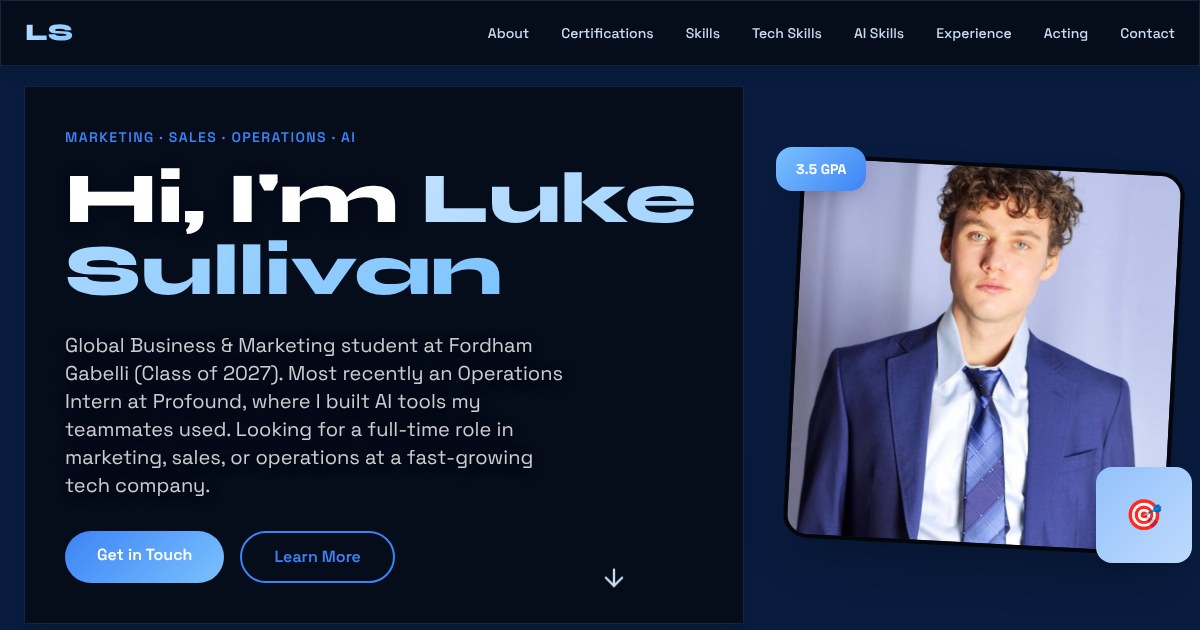 LS
About Certifications Skills Tech Skills AI Skills Experience Acting Contact
MARKETING · SALES · OPERATIONS · AI
Hi, I'm Luke
Sullivan
Global Business & Marketing student at Fordham
Gabelli (Class of 2027). Most recently an Operations
Intern at Profound, where I built AI tools my
teammates used. Looking for a full-time role in
marketing, sales, or operations at a fast-growing
tech company.
Get in Touch Learn More
3.5 GPA